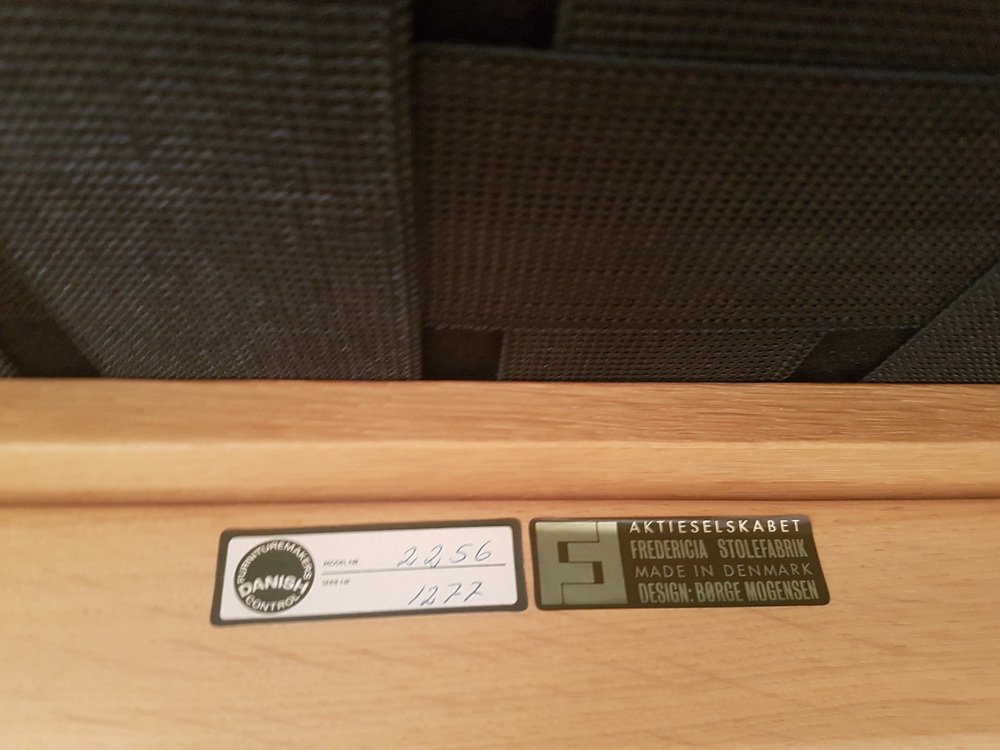 FURNITUREMAKERS
DANISH
CONTROL
MODEL NR. 2256
SERIE NR. 1277
AKTIESELSKABET
FREDERICIA STOLEFABRIK
MADE IN DENMARK
DESIGN: BØRGE MOGENSEN